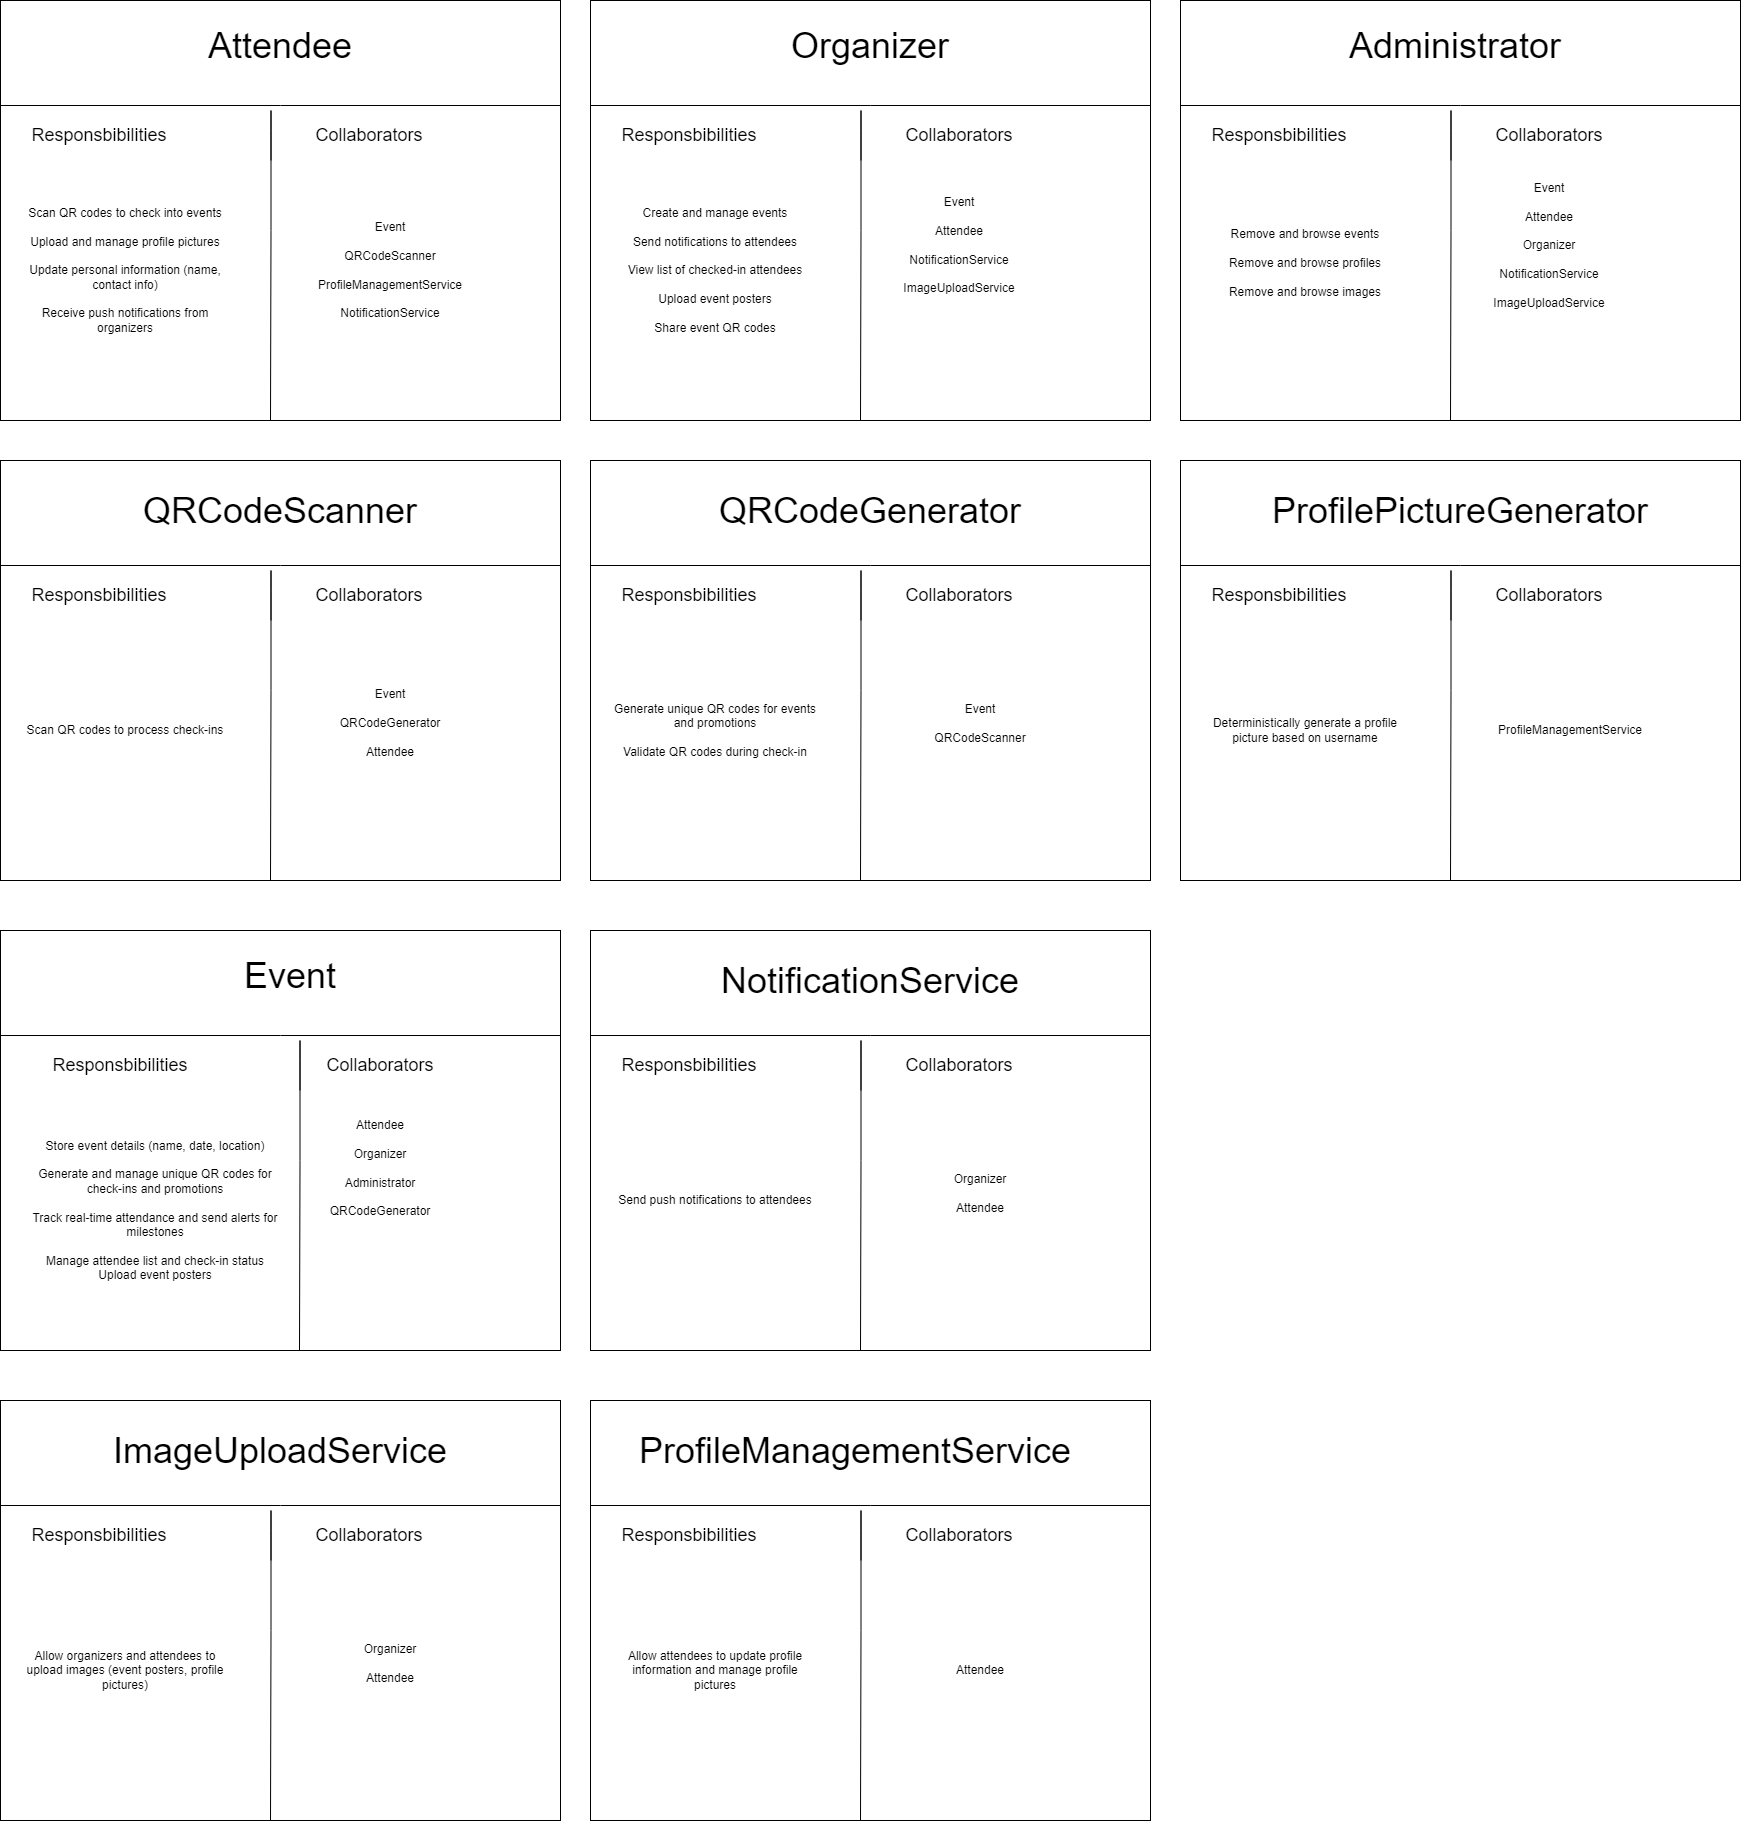 Attendee
Responsbibilities
Collaborators
Scan QR codes to check into events
Upload and manage profile pictures
Update personal information (name,
contact info)
Receive push notifications from
organizers
Event
QRCodeScanner
ProfileManagementService
NotificationService
Organizer
Responsbibilities
Collaborators
Create and manage events
Send notifications to attendees
View list of checked-in attendees
Upload event posters
Share event QR codes
Event
Attendee
NotificationService
ImageUploadService
Administrator
Responsbibilities
Collaborators
Remove and browse events
Remove and browse profiles
Remove and browse images
Event
Attendee
Organizer
NotificationService
ImageUploadService
QRCodeScanner
Responsbibilities
Collaborators
Scan QR codes to process check-ins
Event
QRCodeGenerator
Attendee
QRCodeGenerator
Responsbibilities
Collaborators
Generate unique QR codes for events
and promotions
Validate QR codes during check-in
Event
QRCodeScanner
ProfilePictureGenerator
Responsbibilities
Collaborators
Deterministically generate a profile
picture based on username
ProfileManagementService
Event
Responsbibilities
Collaborators
Store event details (name, date, location)
Generate and manage unique QR codes for
check-ins and promotions
Track real-time attendance and send alerts for
milestones
Manage attendee list and check-in status
Upload event posters
Attendee
Organizer
Administrator
QRCodeGenerator
NotificationService
Responsbibilities
Collaborators
Send push notifications to attendees
Organizer
Attendee
ImageUploadService
Responsbibilities
Collaborators
Allow organizers and attendees to
upload images (event posters, profile
pictures)
Organizer
Attendee
ProfileManagementService
Responsbibilities
Collaborators
Allow attendees to update profile
information and manage profile
pictures
Attendee